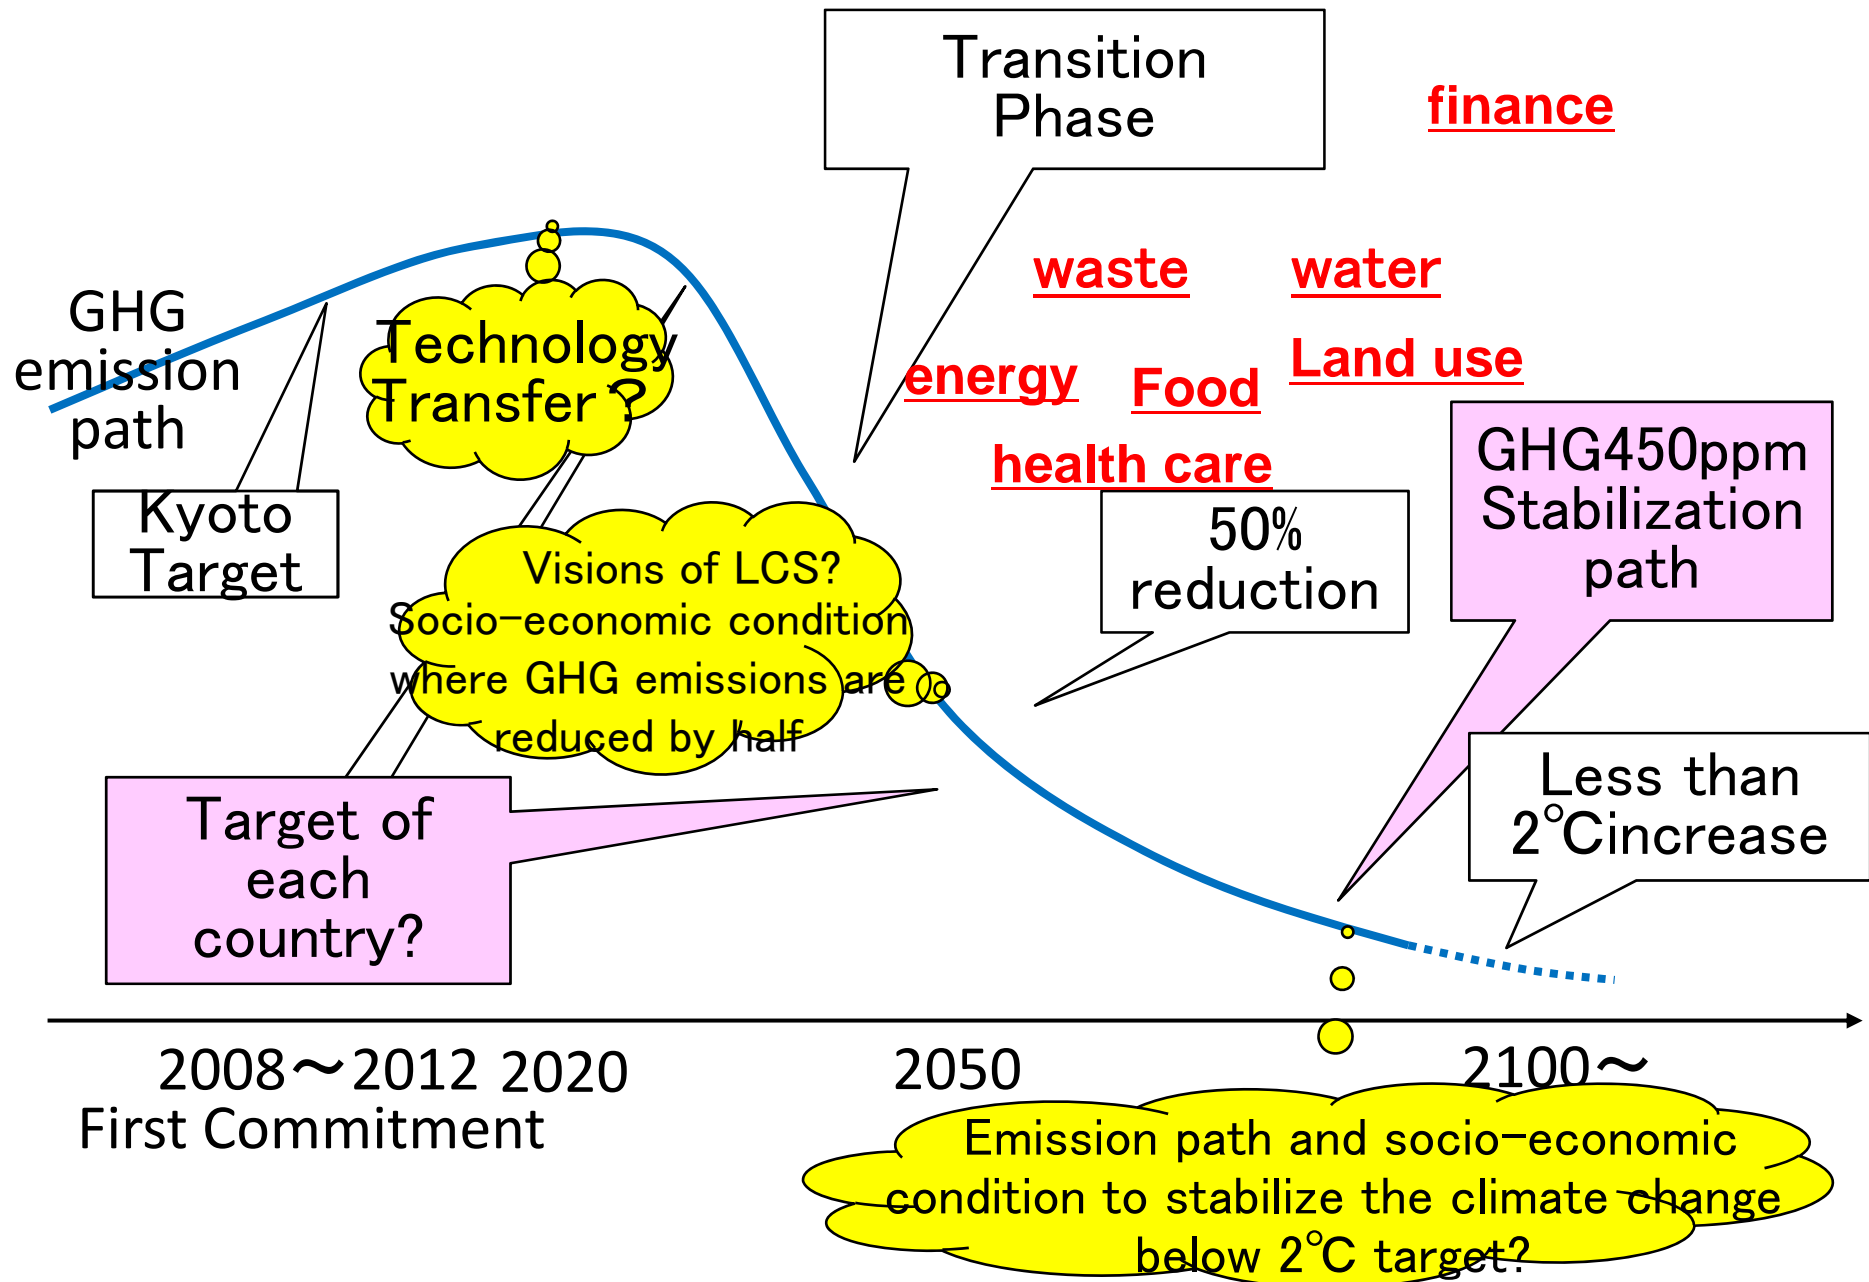 Transition
Phase
finance
waste
water
GHG
emission
path
Technology
Transfer？
energy
Food
Land use
health care
Kyoto
Target
50%
reduction
GHG450ppm
Stabilization
path
Visions of LCS?
Socio-economic condition
where GHG emissions are
reduced by half
Target of
each
country?
Less than
2℃increase
2008～2012
2020
2050
2100～
First Commitment
Emission path and socio-economic
condition to stabilize the climate change
below 2℃ target?